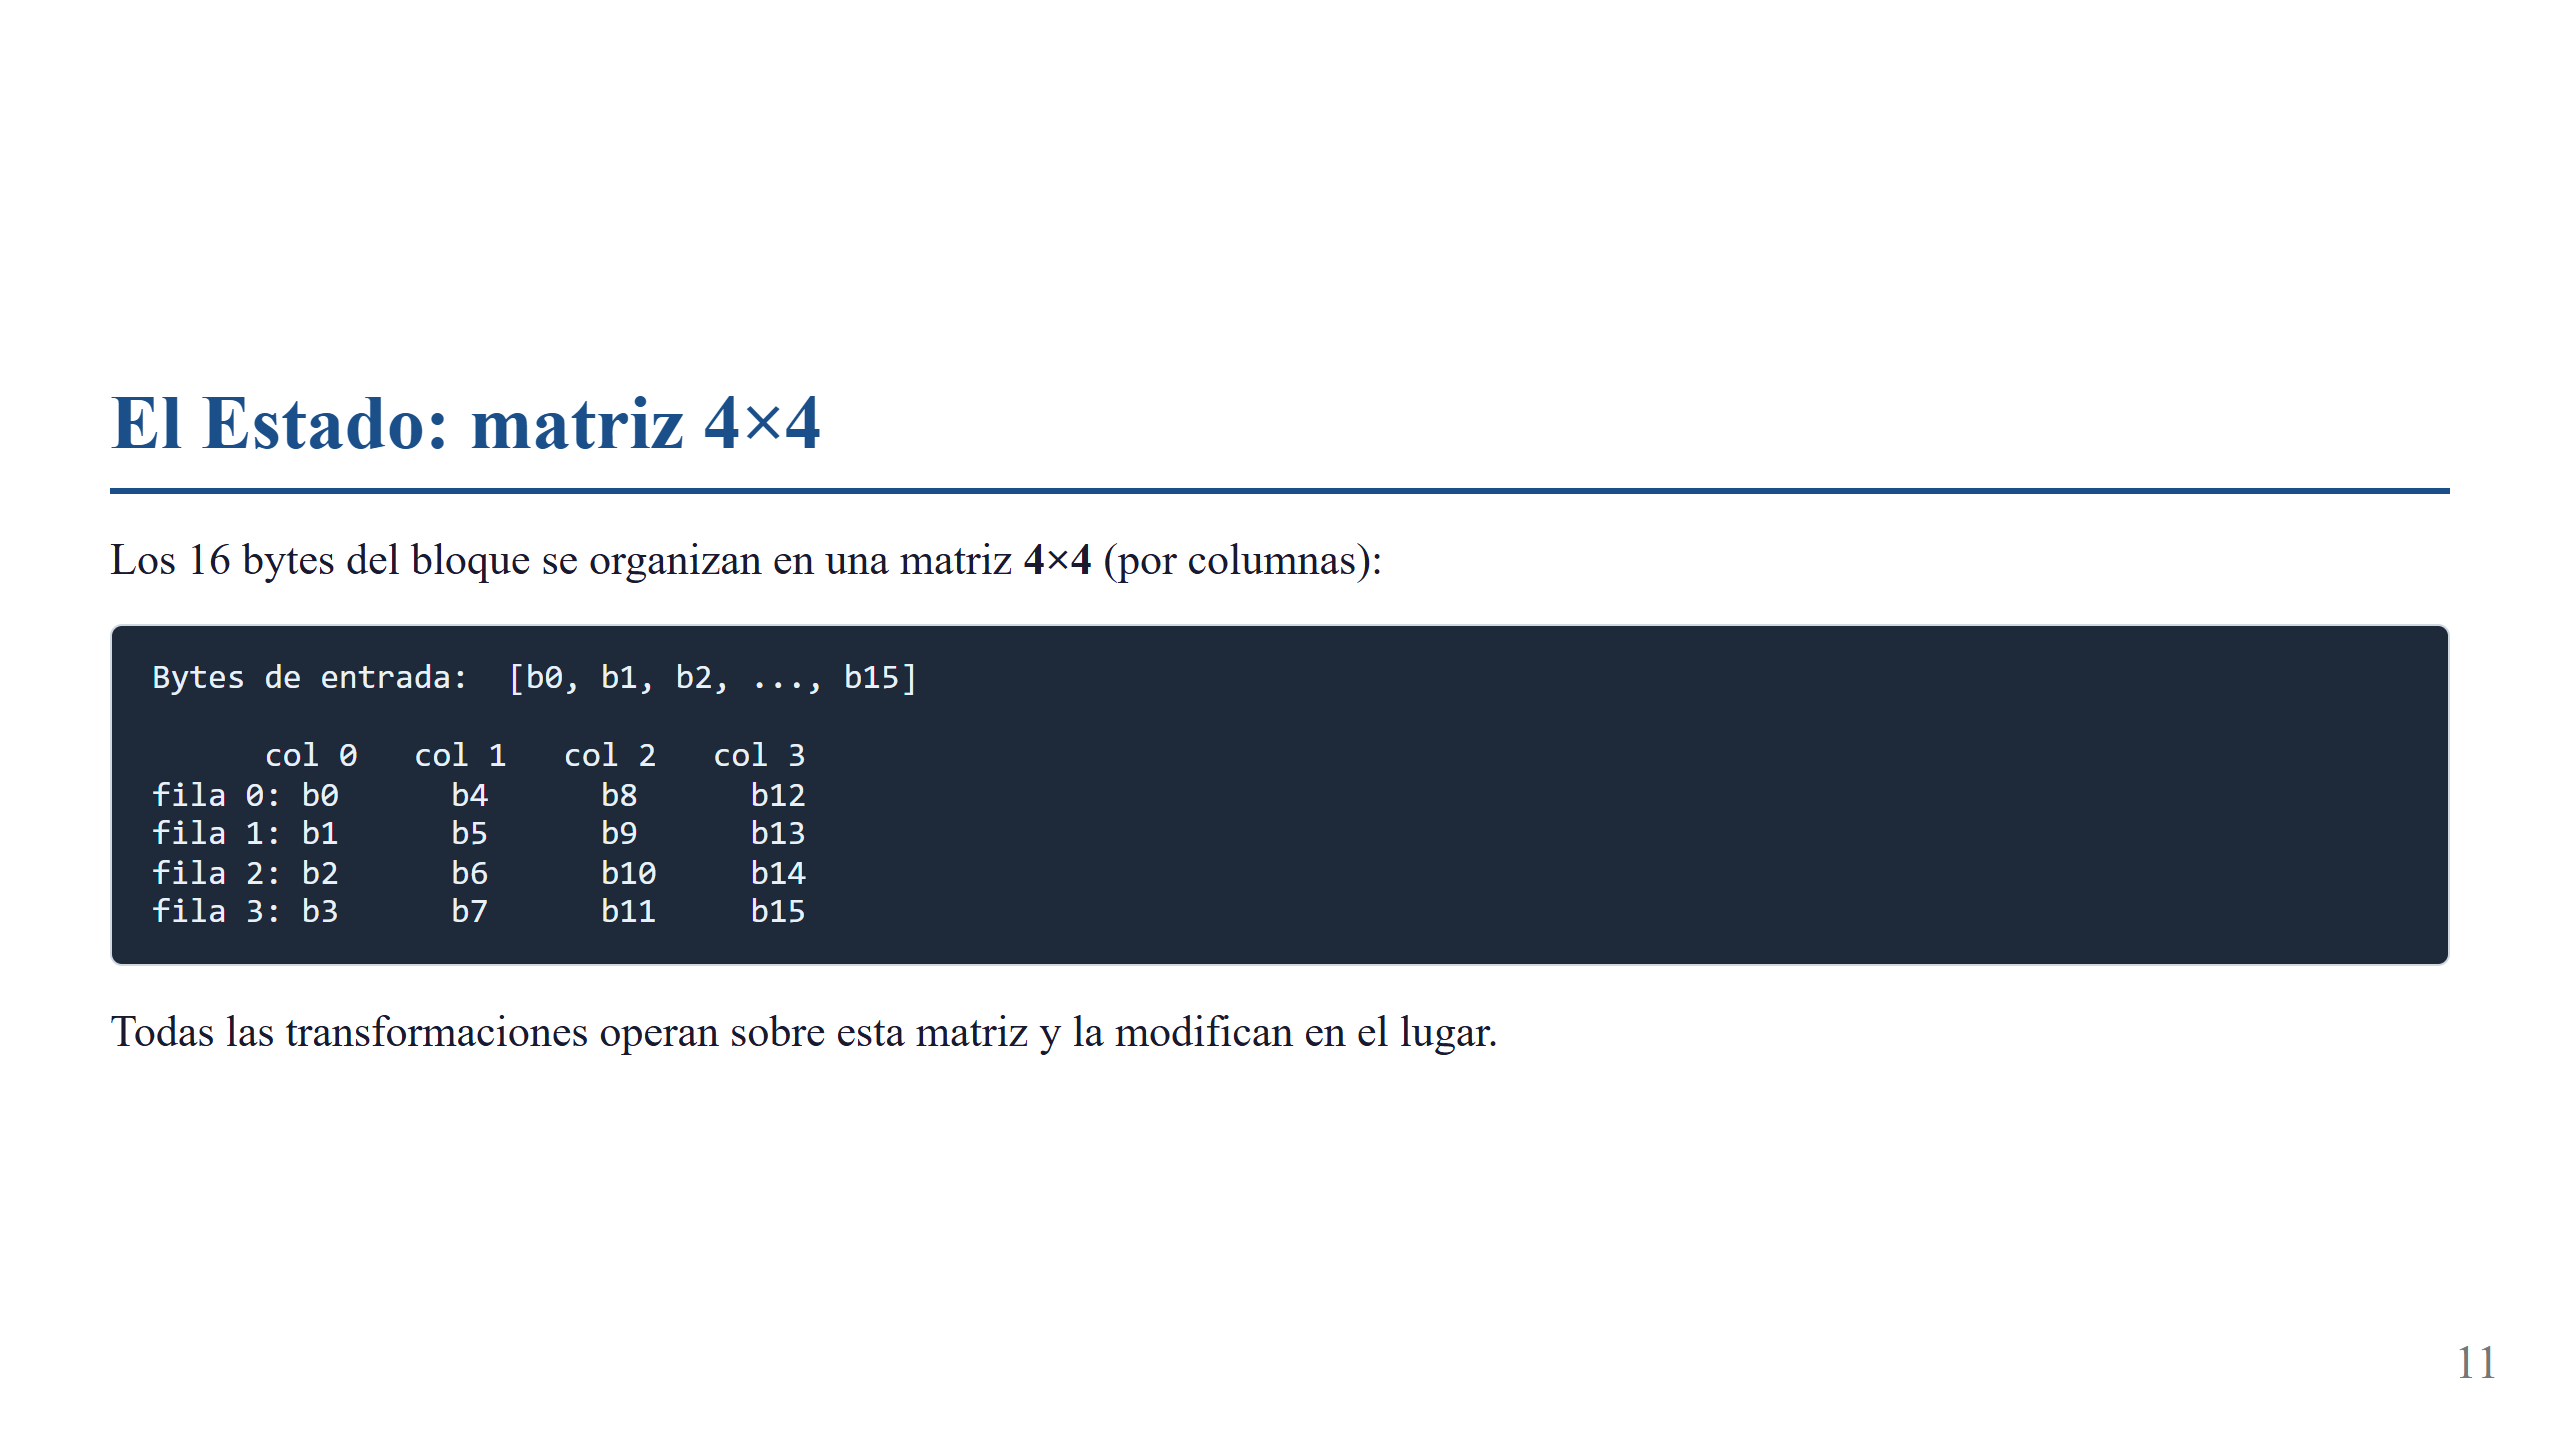 El Estado: matriz 4×4
Los 16 bytes del bloque se organizan en una matriz 4×4 (por columnas):
Bytes de entrada:  [b0, b1, b2, ..., b15]
      col 0   col 1   col 2   col 3
fila 0: b0      b4      b8      b12
fila 1: b1      b5      b9      b13
fila 2: b2      b6      b10     b14
fila 3: b3      b7      b11     b15
Todas las transformaciones operan sobre esta matriz y la modifican en el lugar.
11